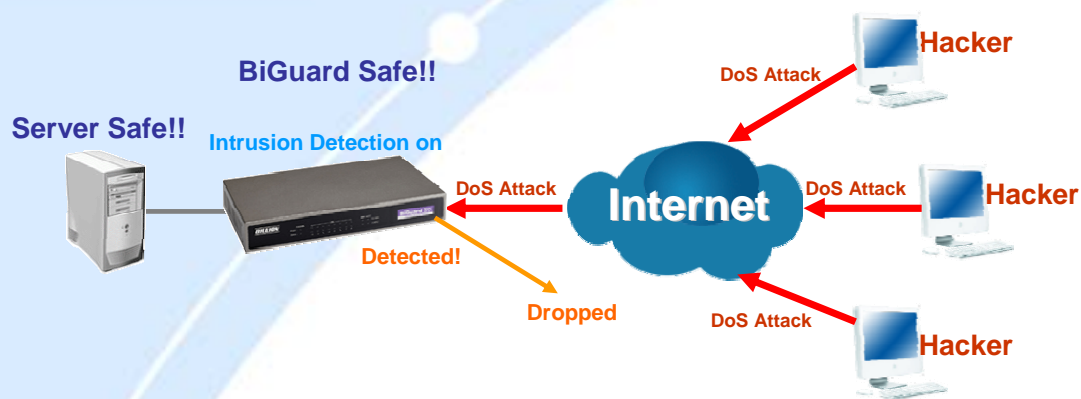 Hacker
DoS Attack
BiGuard Safe!!
Server Safe!!
Intrusion Detection on
DoS Attack
Internet
DoS Attack
Hacker
Detected!
Dropped
DoS Attack
Hacker